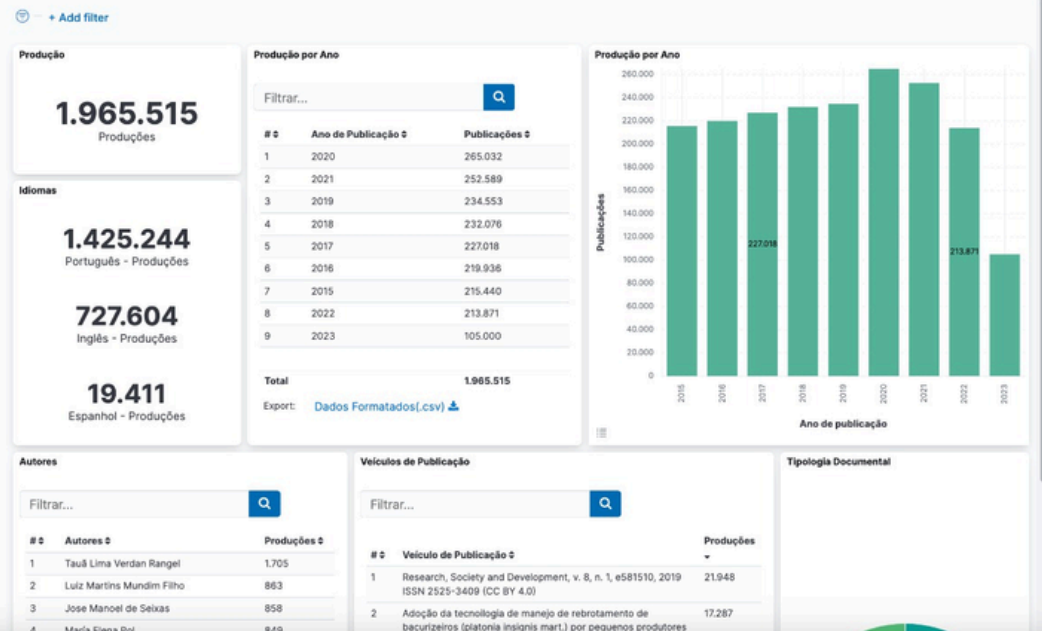 + Add filter
Produção
1.965.515
Produções
Idiomas
1.425.244
Português - Produções
727.604
Inglês - Produções
19.411
Espanhol - Produções
Produção por Ano
Filtrar...
# Ano de Publicação Publicações
1 2020 265.032
2 2021 252.589
3 2019 234.553
4 2018 232.076
5 2017 227.018
6 2016 219.936
7 2015 215.440
8 2022 213.871
9 2023 105.000
Total 1.965.515
Export: Dados Formatados(.csv)
Produção por Ano
Publicações
260.000
240.000
220.000
200.000
180.000
160.000
140.000
120.000
100.000
80.000
60.000
40.000
20.000
0
227.018
213.871
2015 2016 2017 2018 2019 2020 2021 2022 2023
Ano de publicação
Autores
Filtrar...
# Autores Produções
1 Tauã Lima Verdan Rangel 1.705
2 Luiz Martins Mundim Filho 863
3 Jose Manoel de Seixas 858
4 Maria Elena Pol 849
Veículos de Publicação
Filtrar...
# Veículo de Publicação Produções
1 Research, Society and Development, v. 8, n. 1, e581510, 2019 21.948
ISSN 2525-3409 (CC BY 4.0)
2 Adoção da tecnoilogia de manejo de rebrotamento de 17.287
bacurizeiros (platonia insignis mart.) por pequenos produtores
Tipologia Documental